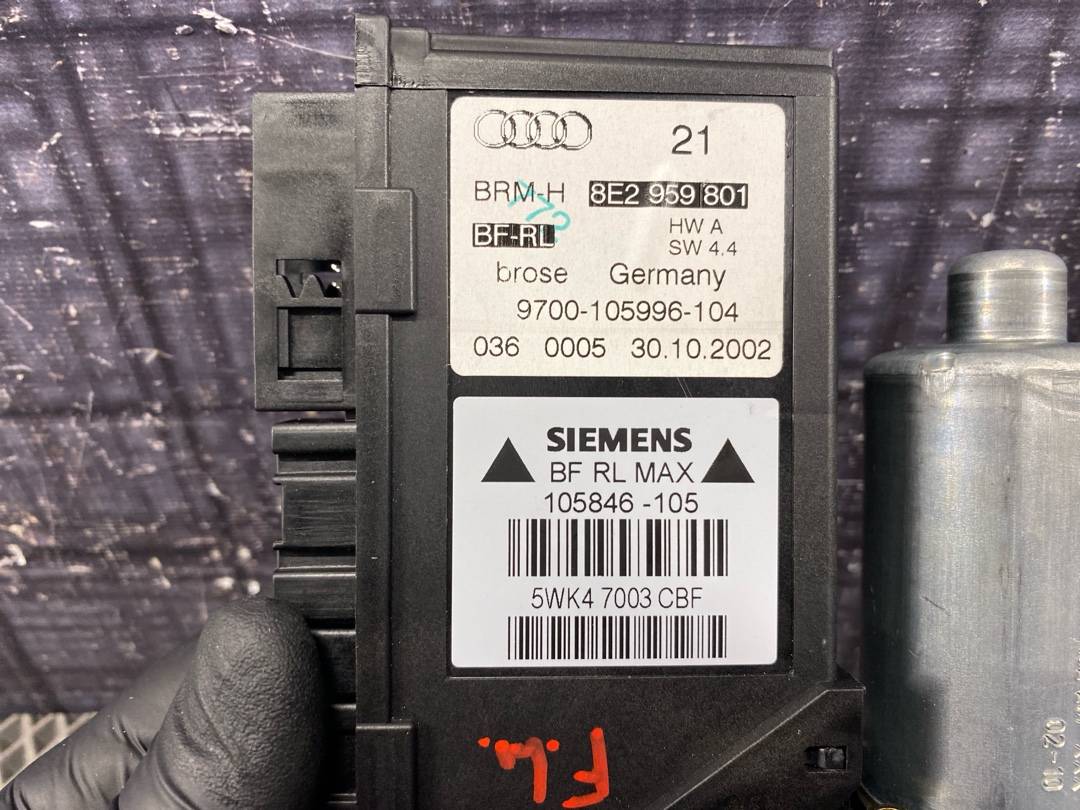 21
BRM-H 8E2 959 801
BF-RL HW A
SW 4.4
brose Germany
9700-105996-104
036 0005 30.10.2002
SIEMENS
BF RL MAX
105846 -105
5WK4 7003 CBF
F.L.